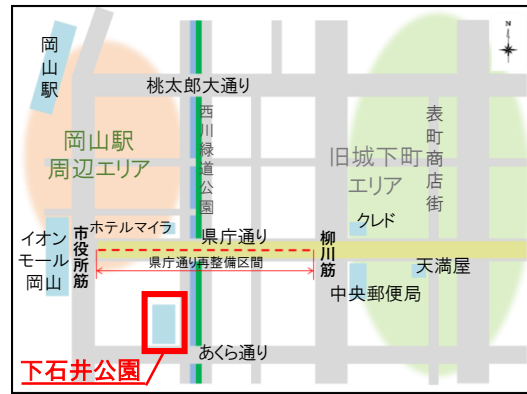 岡山駅
N
桃太郎大通り
西川緑道公園
表町商店街
岡山駅
周辺エリア
旧城下町
エリア
ホテルマイラ
クレド
イオン
モール
岡山
市役所筋
県庁通り
柳川筋
県庁通り再整備区間
天満屋
中央郵便局
あくら通り
下石井公園